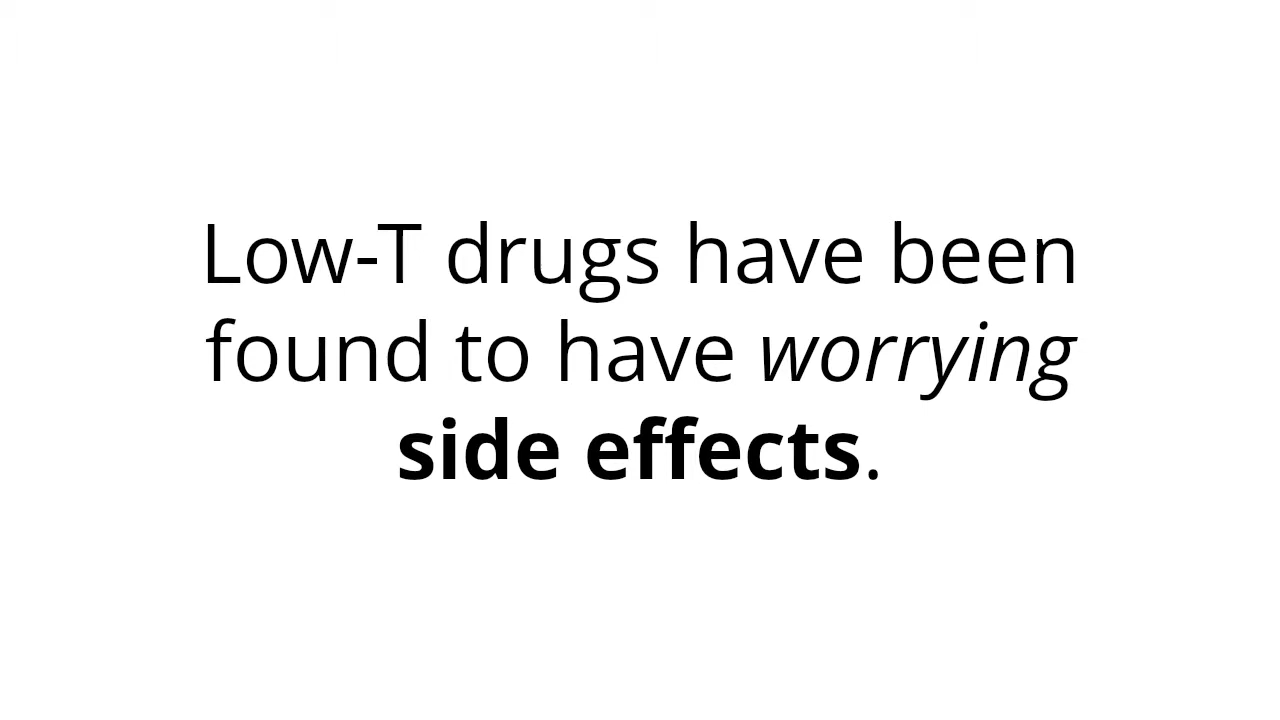 Low-T drugs have been
found to have worrying
side effects.